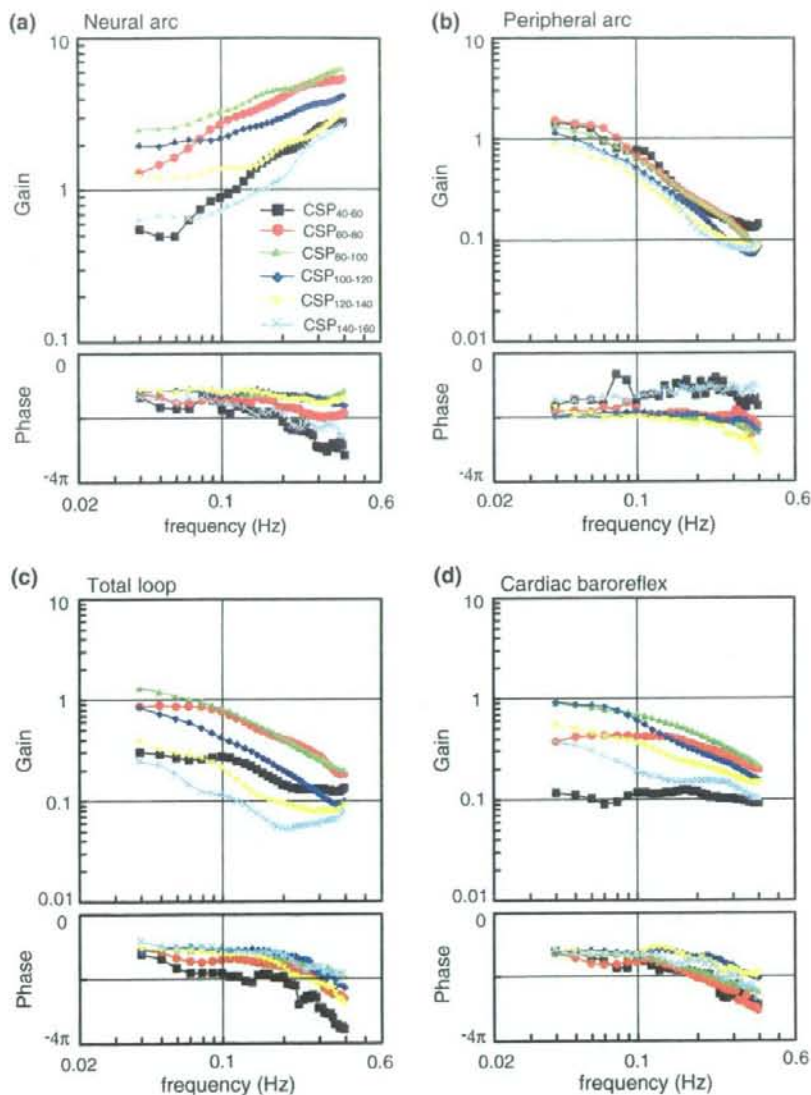 (a) Neural arc
10
1
0.1
Gain
CSP40-60
CSP60-80
CSP80-100
CSP100-120
CSP120-140
CSP140-160
0
Phase
-4π
0.02 0.1 0.6
frequency (Hz)
(b) Peripheral arc
10
1
0.1
0.01
Gain
0
Phase
-4π
0.02 0.1 0.6
frequency (Hz)
(c) Total loop
10
1
0.1
0.01
Gain
0
Phase
-4π
0.02 0.1 0.6
frequency (Hz)
(d) Cardiac baroreflex
10
1
0.1
0.01
Gain
0
Phase
-4π
0.02 0.1 0.6
frequency (Hz)